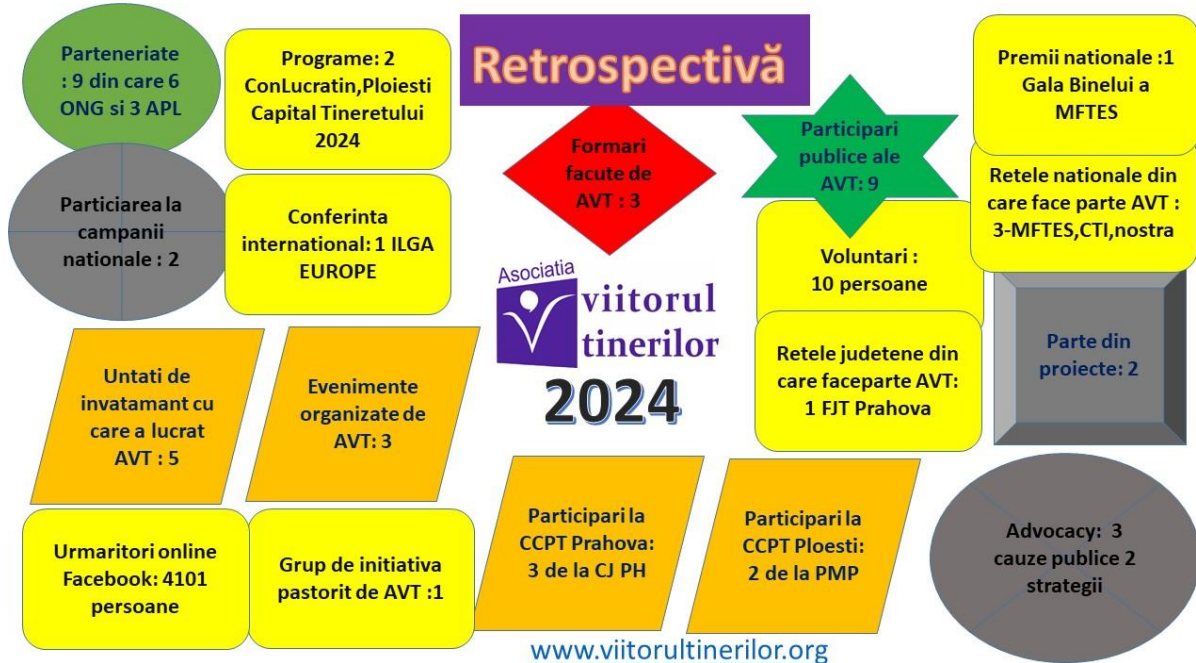 Retrospectivă
Parteneriate
: 9 din care 6
ONG si 3 APL
Programe: 2
ConLucratin,Ploiesti
Capital Tineretului
2024
Formari
facute de
AVT : 3
Participari
publice ale
AVT: 9
Premii nationale :1
Gala Binelui a
MFTES
Particiarea la
campanii
nationale : 2
Conferinta
international: 1 ILGA
EUROPE
Retele nationale din
care face parte AVT :
3-MFTES,CTI,nostra
Voluntari :
10 persoane
Asociatia
viitorul
tinerilor
2024
Untati de
invatamant cu
care a lucrat
AVT : 5
Evenimente
organizate de
AVT: 3
Retele judetene din
care faceparte AVT:
1 FJT Prahova
Parte din
proiecte: 2
Urmaritori online
Facebook: 4101
persoane
Grup de initiativa
pastorit de AVT :1
Participari la
CCPT Prahova:
3 de la CJ PH
Participari la
CCPT Ploesti:
2 de la PMP
Advocacy: 3
cauze publice 2
strategii
www.viitorultinerilor.org